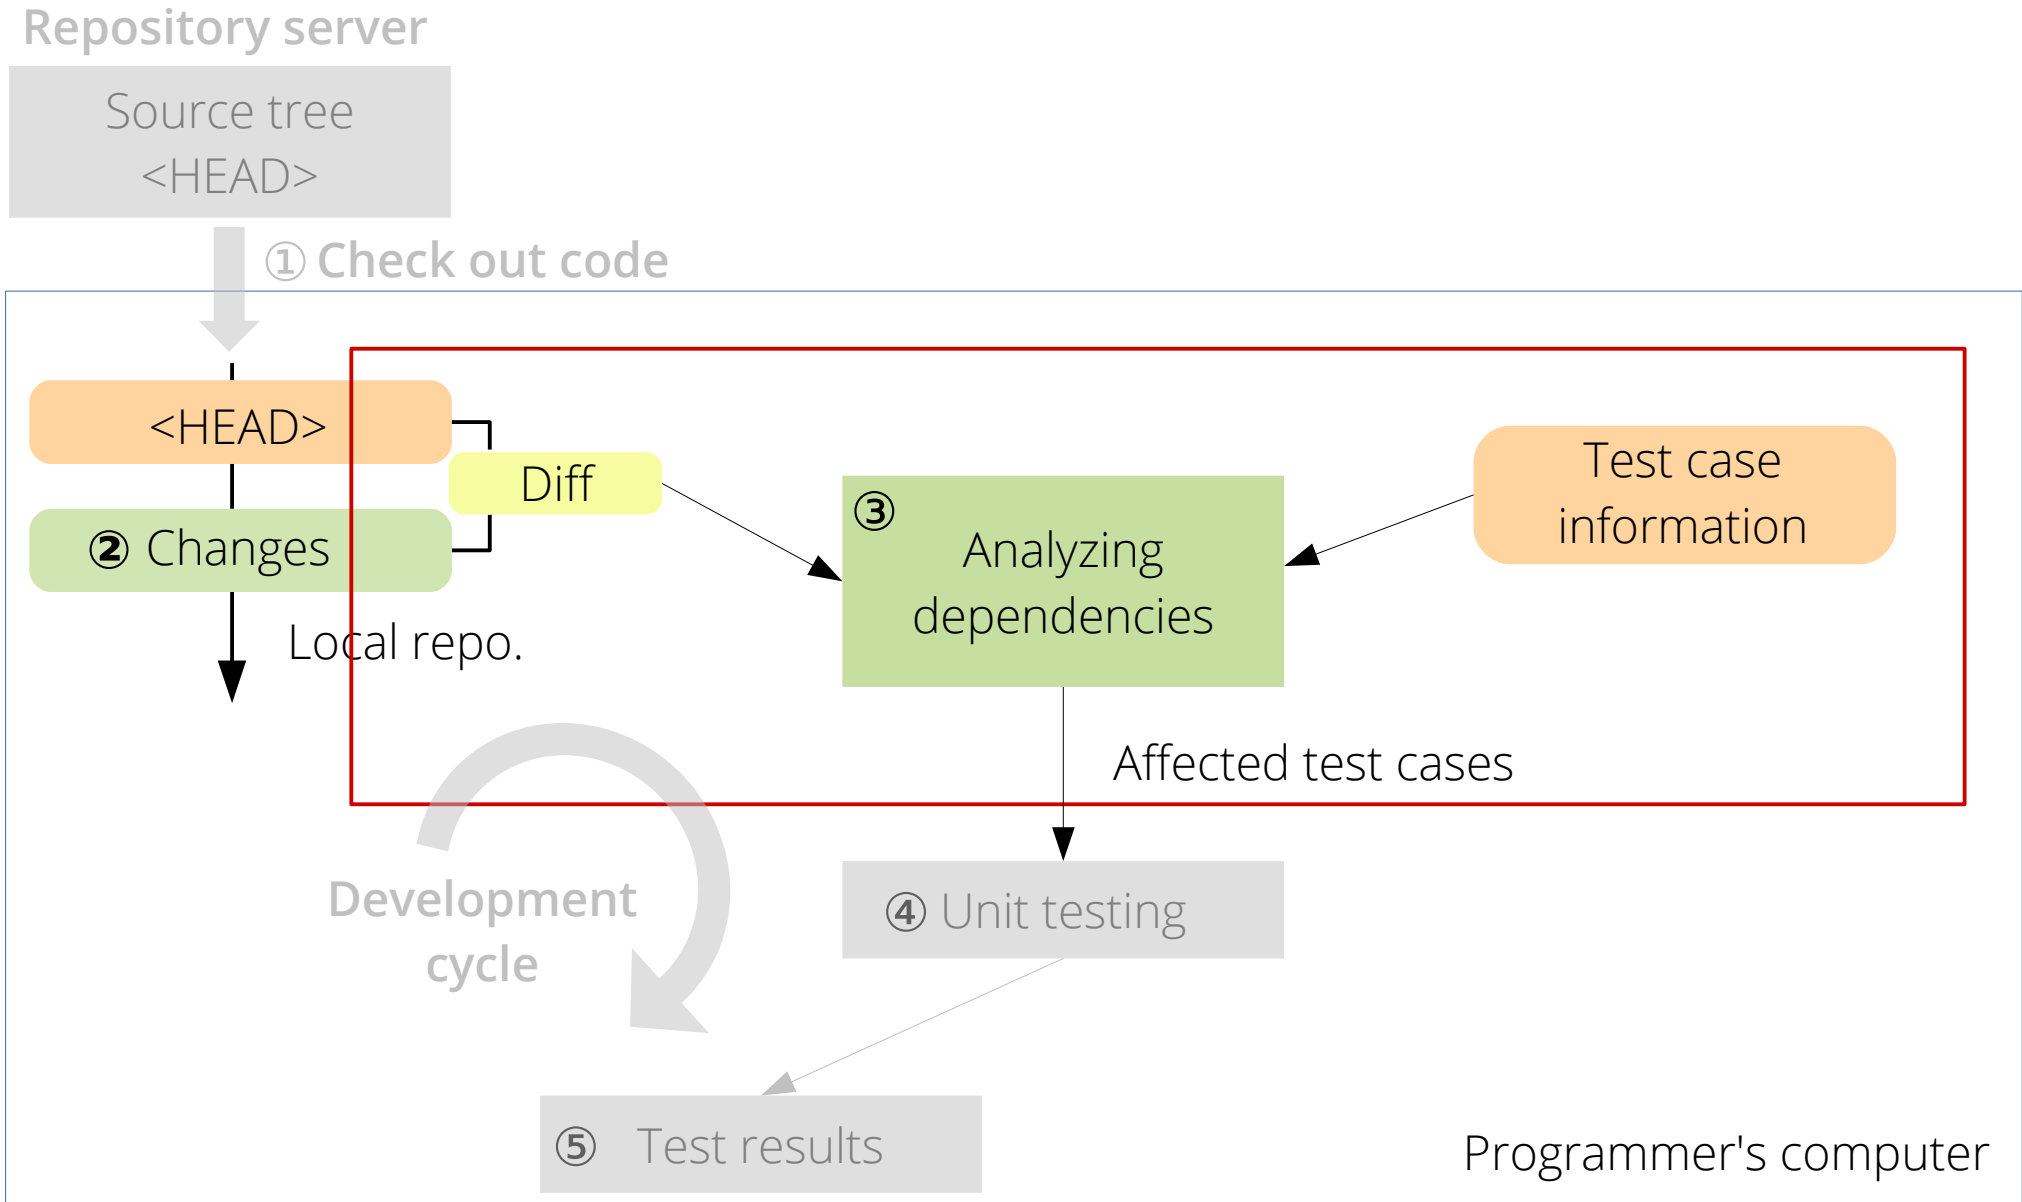 Repository server
Source tree
<HEAD>
① Check out code
<HEAD>
Diff
② Changes
Local repo.
③
Analyzing
dependencies
Test case
information
Affected test cases
Development
cycle
④ Unit testing
⑤ Test results
Programmer's computer